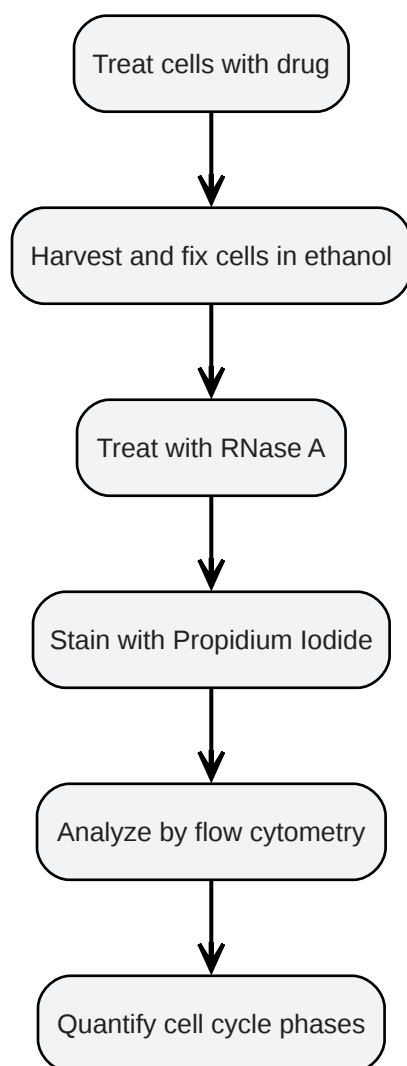 Treat cells with drug
Harvest and fix cells in ethanol
Treat with RNase A
Stain with Propidium Iodide
Analyze by flow cytometry
Quantify cell cycle phases